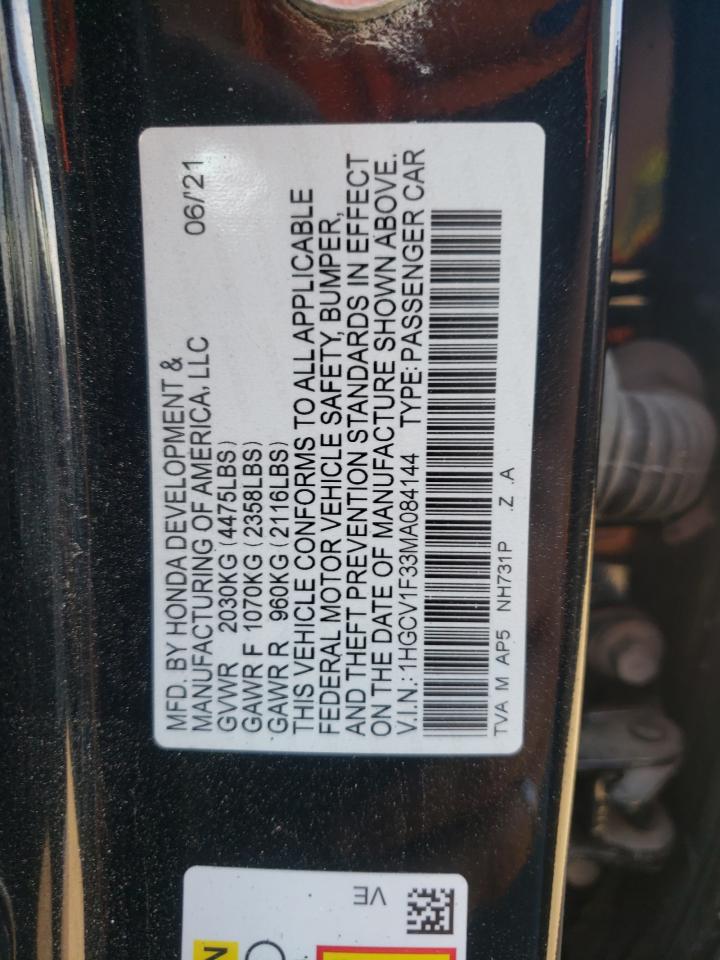 MFD. BY HONDA DEVELOPMENT &
MANUFACTURING OF AMERICA, LLC 06/'21
GVWR 2030KG (4475LBS)
GAWR F 1070KG (2358LBS)
GAWR R 960KG (2116LBS)
THIS VEHICLE CONFORMS TO ALL APPLICABLE
FEDERAL MOTOR VEHICLE SAFETY, BUMPER,
AND THEFT PREVENTION STANDARDS IN EFFECT
ON THE DATE OF MANUFACTURE SHOWN ABOVE.
V.I.N.: 1HGCV1F33MA084144 TYPE: PASSENGER CAR
TVA M AP5 NH731P .Z .A
VE